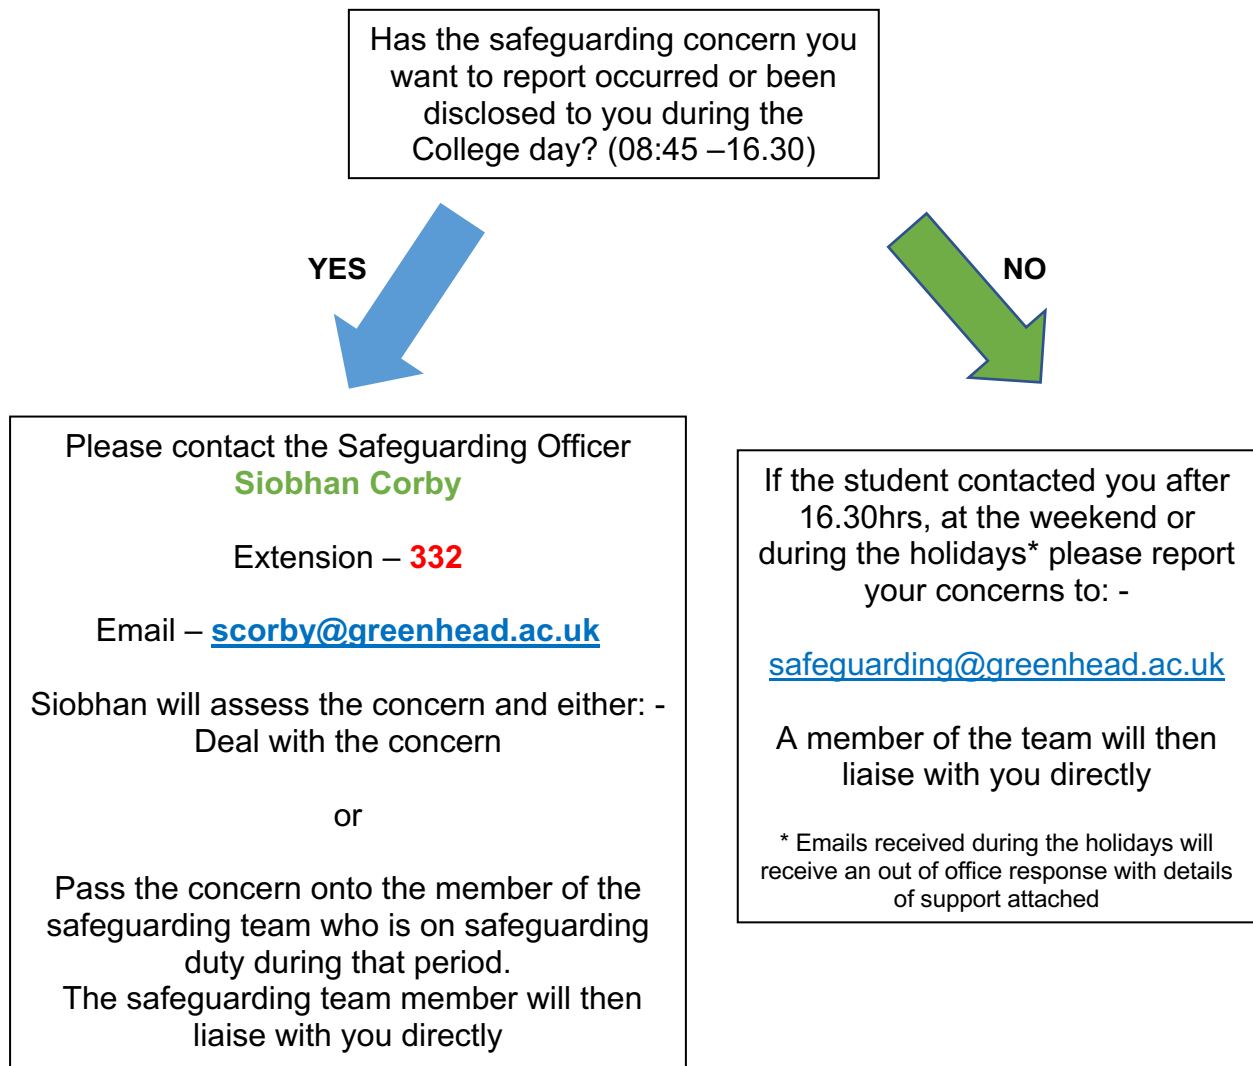 Has the safeguarding concern you
want to report occurred or been
disclosed to you during the
College day? (08:45 –16.30)
YES
NO
Please contact the Safeguarding Officer
Siobhan Corby
Extension – 332
Email – scorby@greenhead.ac.uk
Siobhan will assess the concern and either: -
Deal with the concern
or
Pass the concern onto the member of the
safeguarding team who is on safeguarding
duty during that period.
The safeguarding team member will then
liaise with you directly
If the student contacted you after
16.30hrs, at the weekend or
during the holidays* please report
your concerns to: -
safeguarding@greenhead.ac.uk
A member of the team will then
liaise with you directly
* Emails received during the holidays will
receive an out of office response with details
of support attached